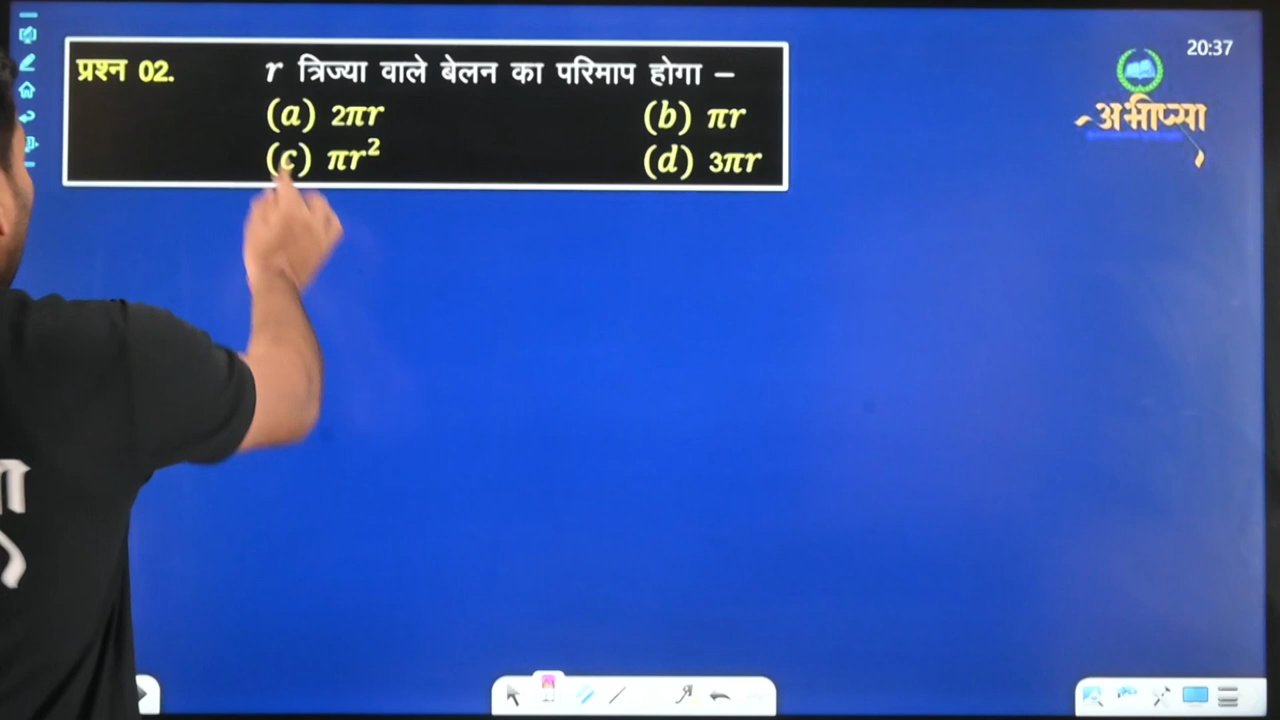 20:37
प्रश्न 02. r त्रिज्या वाले बेलन का परिमाप होगा –
(a) 2πr (b) πr
(c) πr² (d) 3πr
अभीप्सा